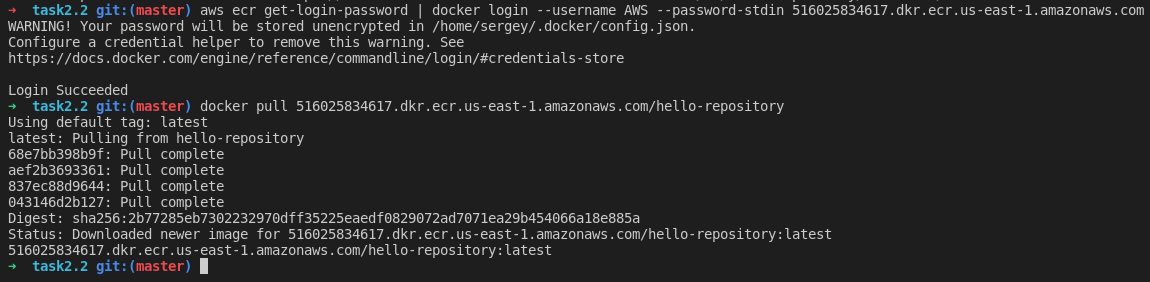 ➜  task2.2 git:(master) aws ecr get-login-password | docker login --username AWS --password-stdin 516025834617.dkr.ecr.us-east-1.amazonaws.com
WARNING! Your password will be stored unencrypted in /home/sergey/.docker/config.json.
Configure a credential helper to remove this warning. See
https://docs.docker.com/engine/reference/commandline/login/#credentials-store
Login Succeeded
➜  task2.2 git:(master) docker pull 516025834617.dkr.ecr.us-east-1.amazonaws.com/hello-repository
Using default tag: latest
latest: Pulling from hello-repository
68e7bb398b9f: Pull complete
aef2b3693361: Pull complete
837ec88d9644: Pull complete
043146d2b127: Pull complete
Digest: sha256:2b77285eb7302232970dff35225eaedf0829072ad7071ea29b454066a18e885a
Status: Downloaded newer image for 516025834617.dkr.ecr.us-east-1.amazonaws.com/hello-repository:latest
516025834617.dkr.ecr.us-east-1.amazonaws.com/hello-repository:latest
➜  task2.2 git:(master)